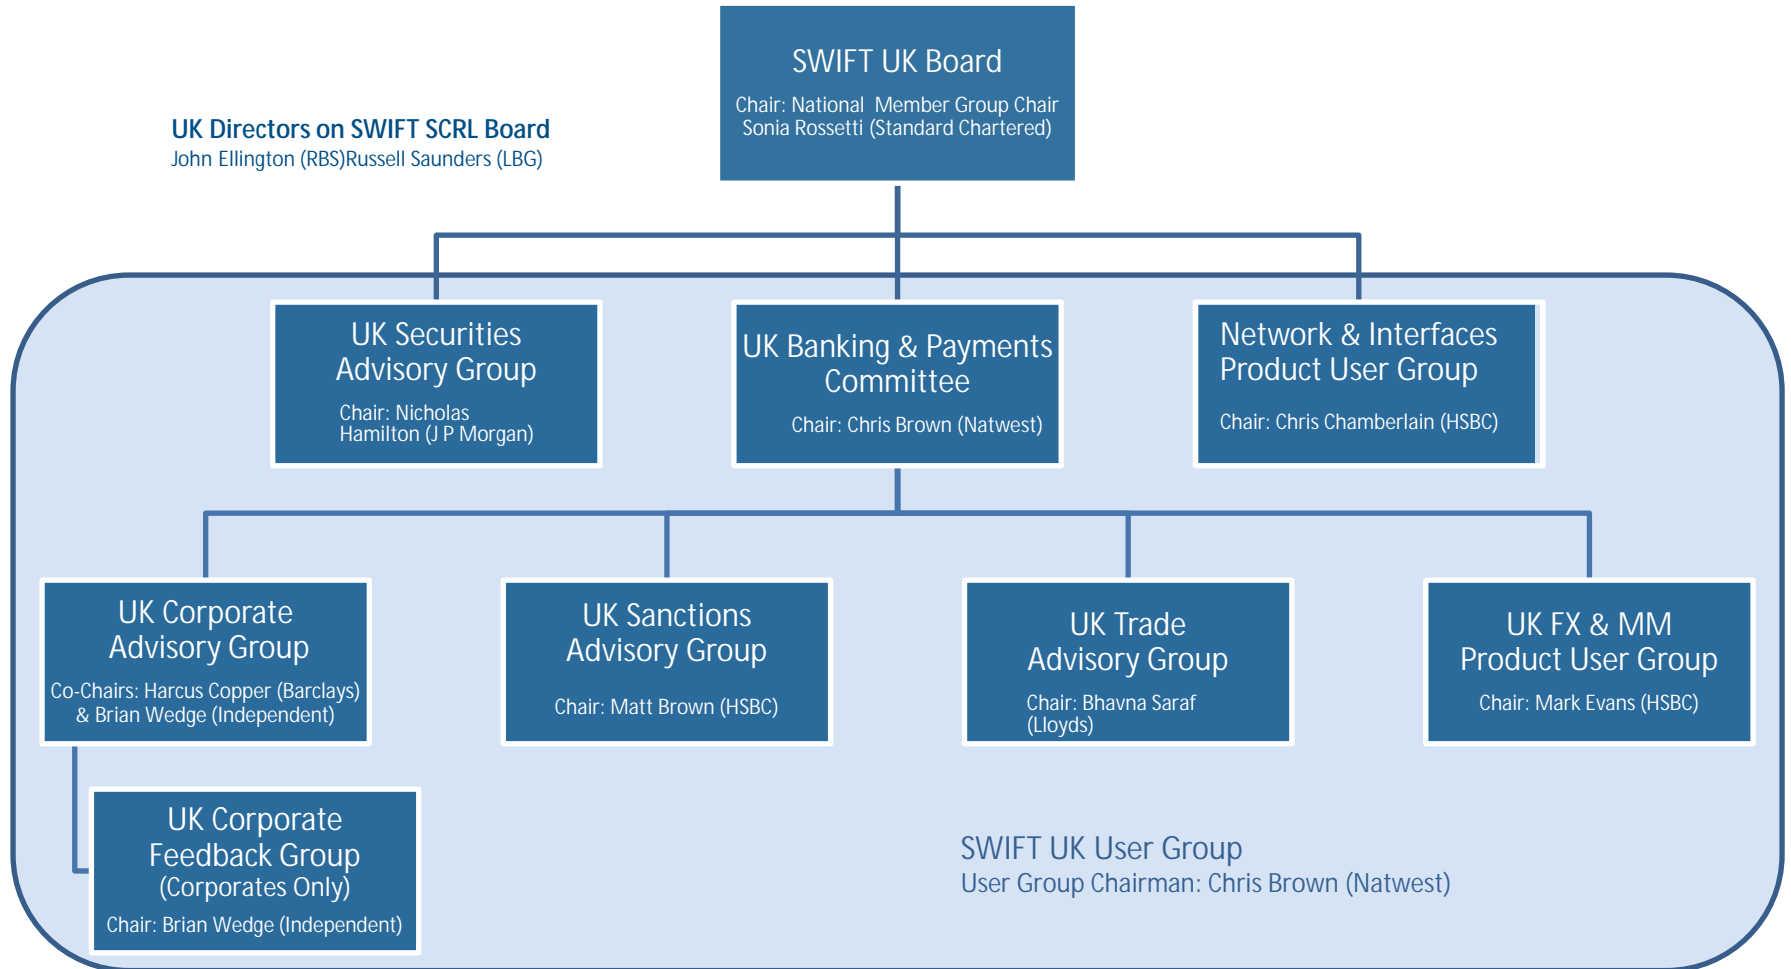 SWIFT UK Board
Chair: National Member Group Chair
Sonia Rossetti (Standard Chartered)
UK Directors on SWIFT SCRL Board
John Ellington (RBS)Russell Saunders (LBG)
UK Securities
Advisory Group
Chair: Nicholas
Hamilton (J P Morgan)
UK Banking & Payments
Committee
Chair: Chris Brown (Natwest)
Network & Interfaces
Product User Group
Chair: Chris Chamberlain (HSBC)
UK Corporate
Advisory Group
Co-Chairs: Harcus Copper (Barclays)
& Brian Wedge (Independent)
UK Sanctions
Advisory Group
Chair: Matt Brown (HSBC)
UK Trade
Advisory Group
Chair: Bhavna Saraf
(Lloyds)
UK FX & MM
Product User Group
Chair: Mark Evans (HSBC)
UK Corporate
Feedback Group
(Corporates Only)
Chair: Brian Wedge (Independent)
SWIFT UK User Group
User Group Chairman: Chris Brown (Natwest)